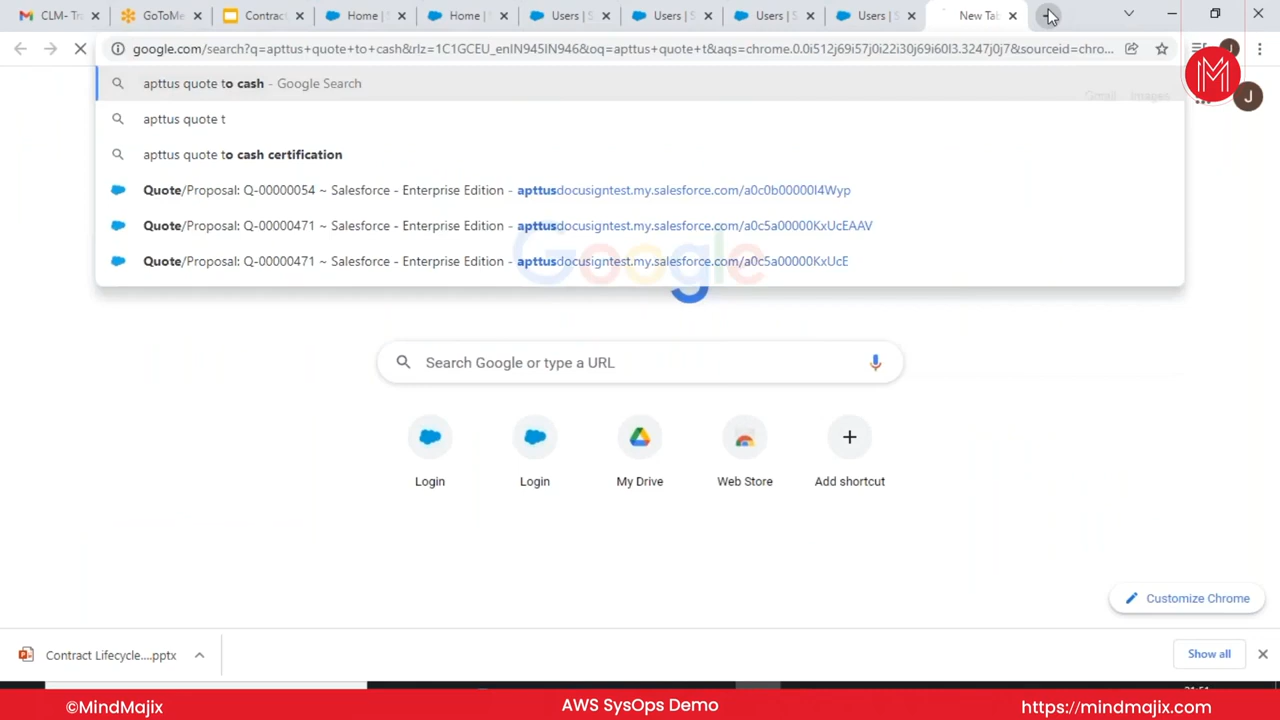 CLM- Tra
GoToMe
Contrac
Home |
Home |
Users | S
Users | S
Users | S
Users | S
New Tab
google.com/search?q=apttus+quote+to+cash&rlz=1C1GCEU_enIN945IN946&oq=apttus+quote+t&aqs=chrome.0.0i512j69i57j0i22i30j69i60l3.3247j0j7&sourceid=chro...
apttus quote to cash - Google Search
Gmail Images
J
apttus quote t
apttus quote to cash certification
Quote/Proposal: Q-00000054 ~ Salesforce - Enterprise Edition - apttusdocusigntest.my.salesforce.com/a0c0b00000I4Wyp
Quote/Proposal: Q-00000471 ~ Salesforce - Enterprise Edition - apttusdocusigntest.my.salesforce.com/a0c5a00000KxUcEAAV
Quote/Proposal: Q-00000471 ~ Salesforce - Enterprise Edition - apttusdocusigntest.my.salesforce.com/a0c5a00000KxUcE
Google
Search Google or type a URL
Login
Login
My Drive
Web Store
Add shortcut
Customize Chrome
Contract Lifecycle....pptx
Show all
©MindMajix
AWS SysOps Demo
https://mindmajix.com